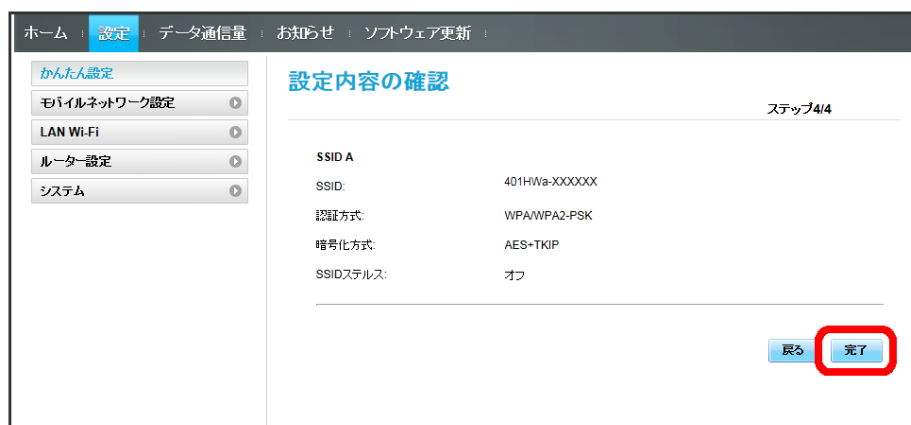 ホーム 設定 データ通信量 お知らせ ソフトウェア更新
かんたん設定
モバイルネットワーク設定
LAN Wi-Fi
ルーター設定
システム
設定内容の確認
ステップ4/4
SSID A
SSID: 401HWa-XXXXXX
認証方式: WPA/WPA2-PSK
暗号化方式: AES+TKIP
SSIDステルス: オフ
戻る 完了